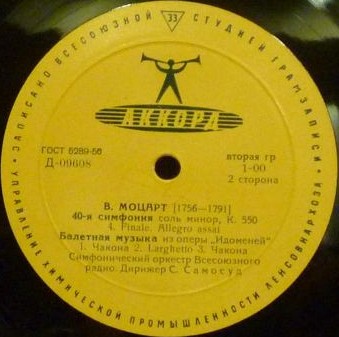 ЗАПИСАНО ВСЕСОЮЗНОЙ СТУДИЕЙ ГРАМЗАПИСИ
33
АККОРД
ГОСТ 5289-56
Д-09608
вторая гр
1-00
2 сторона
В. МОЦАРТ [1756—1791]
40-я симфония соль минор, К. 550
4. Finale. Allegro assai
Балетная музыка из оперы „Идоменей"
1. Чакона 2. Larghetto 3. Чакона
Симфонический оркестр Всесоюзного
радио. Дирижер С. Самосуд
УПРАВЛЕНИЕ ХИМИЧЕСКОЙ ПРОМЫШЛЕННОСТИ ЛЕНСОВНАРХОЗА